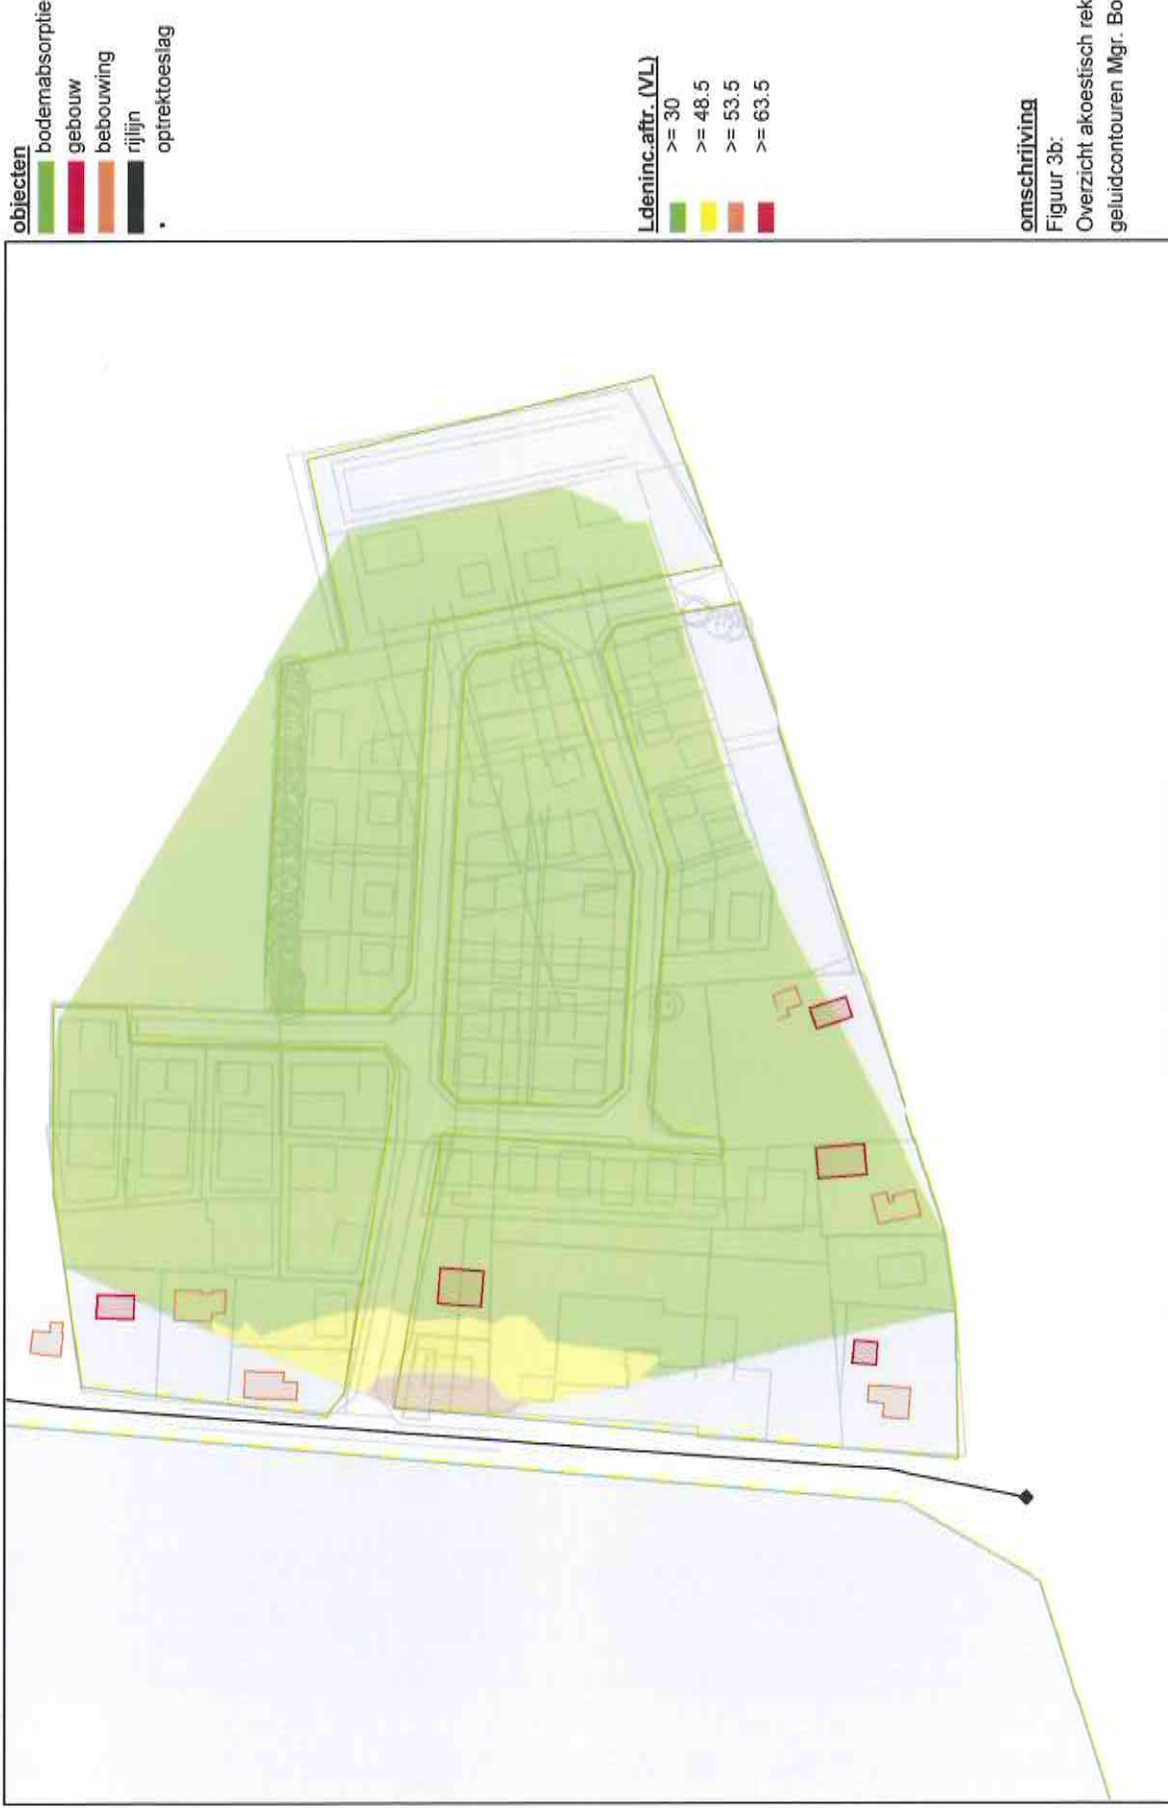 objecten
bodemabsorptie
gebouw
bebouwing
rijlijn
optrektoeslag
Ldeninc.aftr. (VL)
>= 30
>= 48.5
>= 53.5
>= 63.5
omschrijving
Figuur 3b:
Overzicht akoestisch rek
geluidcontouren Mgr. Bo